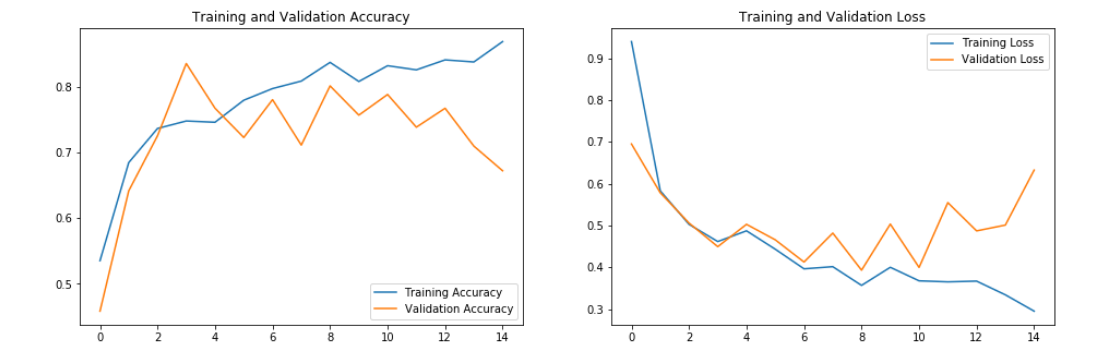 Training and Validation Accuracy
0.8
0.7
0.6
0.5
0 2 4 6 8 10 12 14
Training Accuracy
Validation Accuracy
Training and Validation Loss
0.9
0.8
0.7
0.6
0.5
0.4
0.3
0 2 4 6 8 10 12 14
Training Loss
Validation Loss